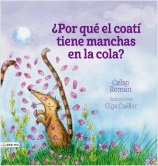 ¿Por qué el coatí
tiene manchas
en la cola?
Celso
Román
Olga Cuéllar